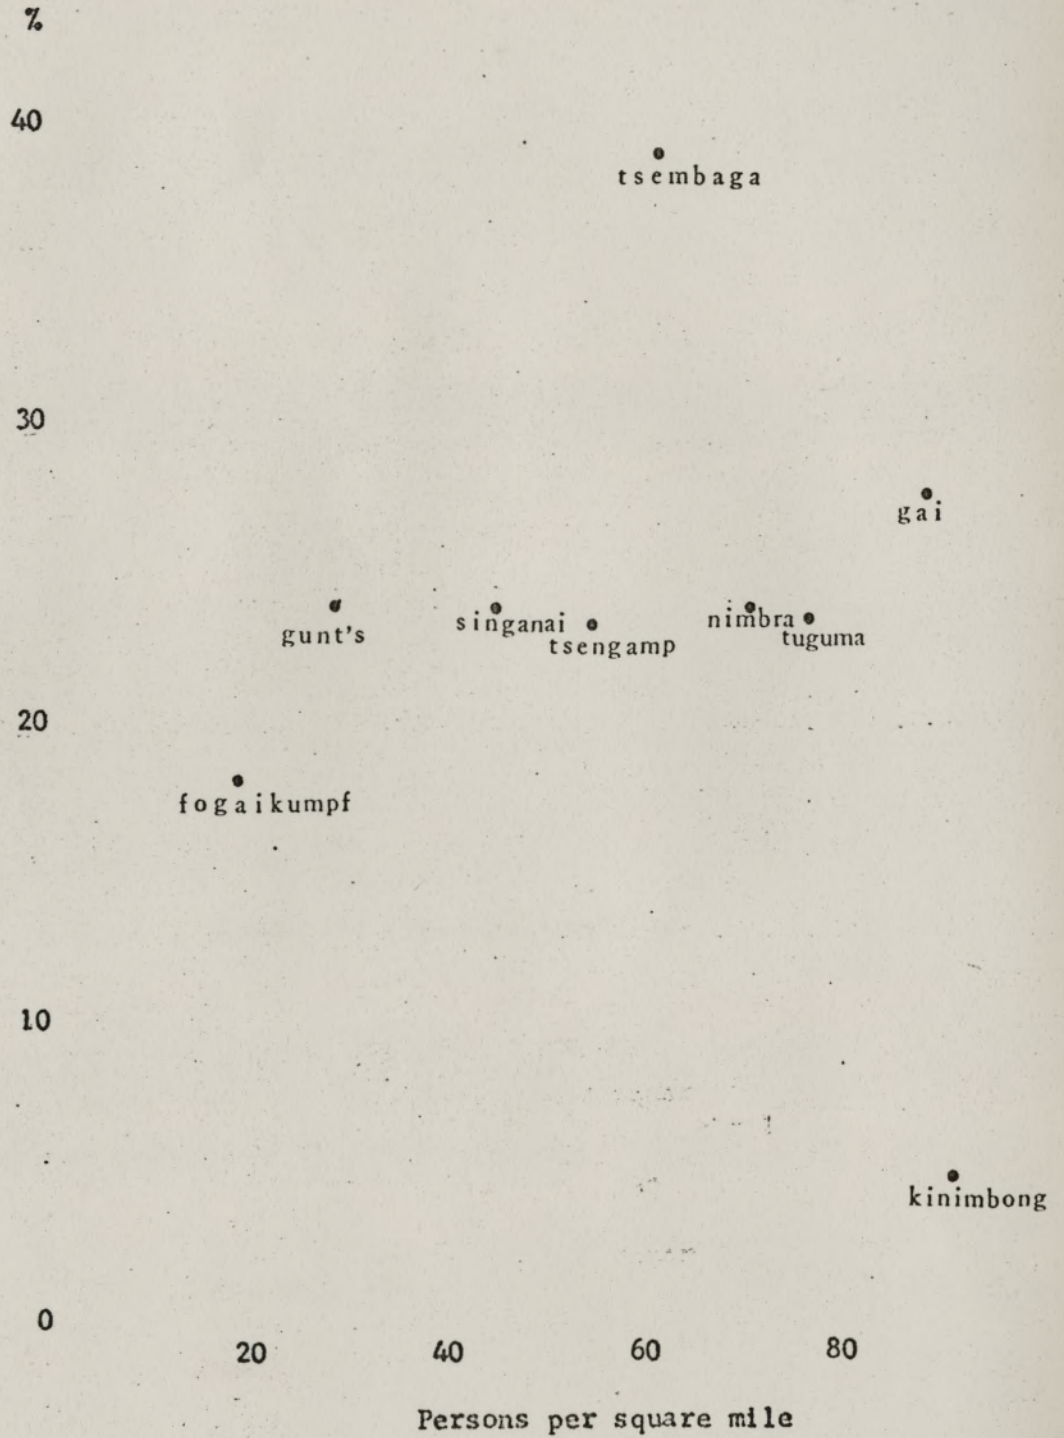 %
40
tsembaga
30
gai
gunt's
singanai
tsengamp
nimbra
tuguma
20
fogaikumpf
10
kinimbong
0
20 40 60 80
Persons per square mile